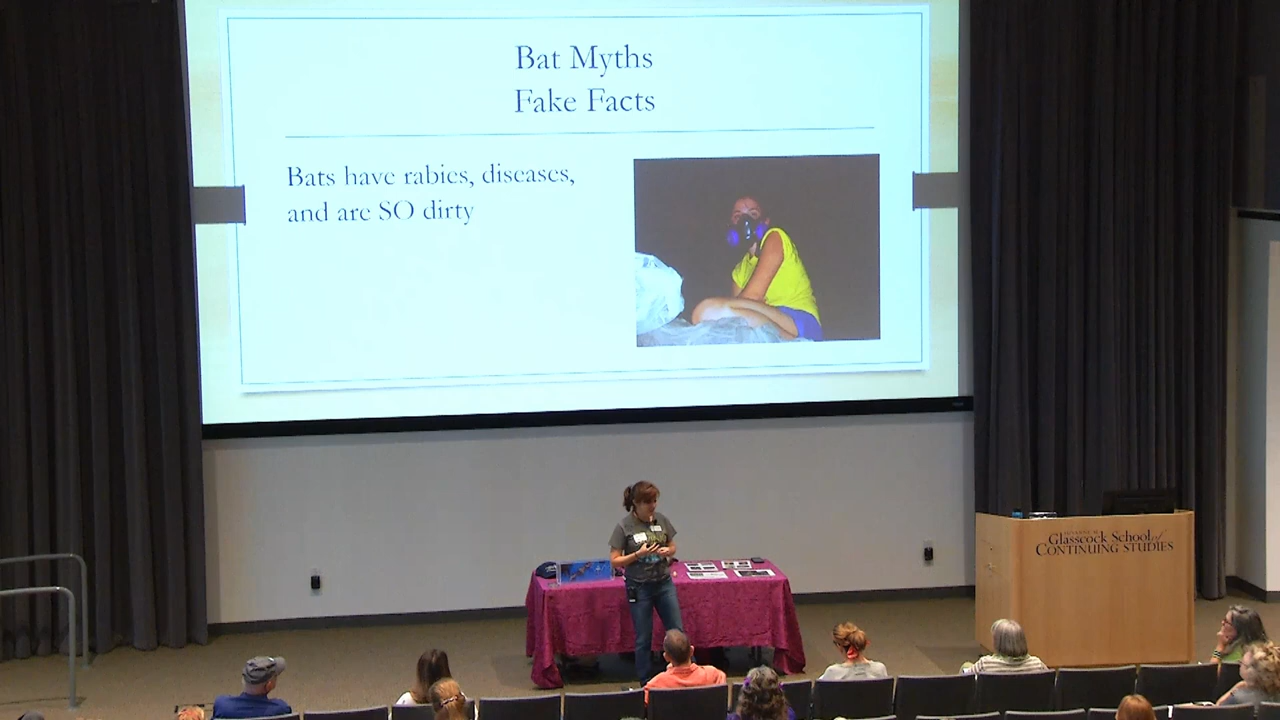 Bat Myths
Fake Facts
Bats have rabies, diseases,
and are SO dirty
Glasscock School of
CONTINUING STUDIES